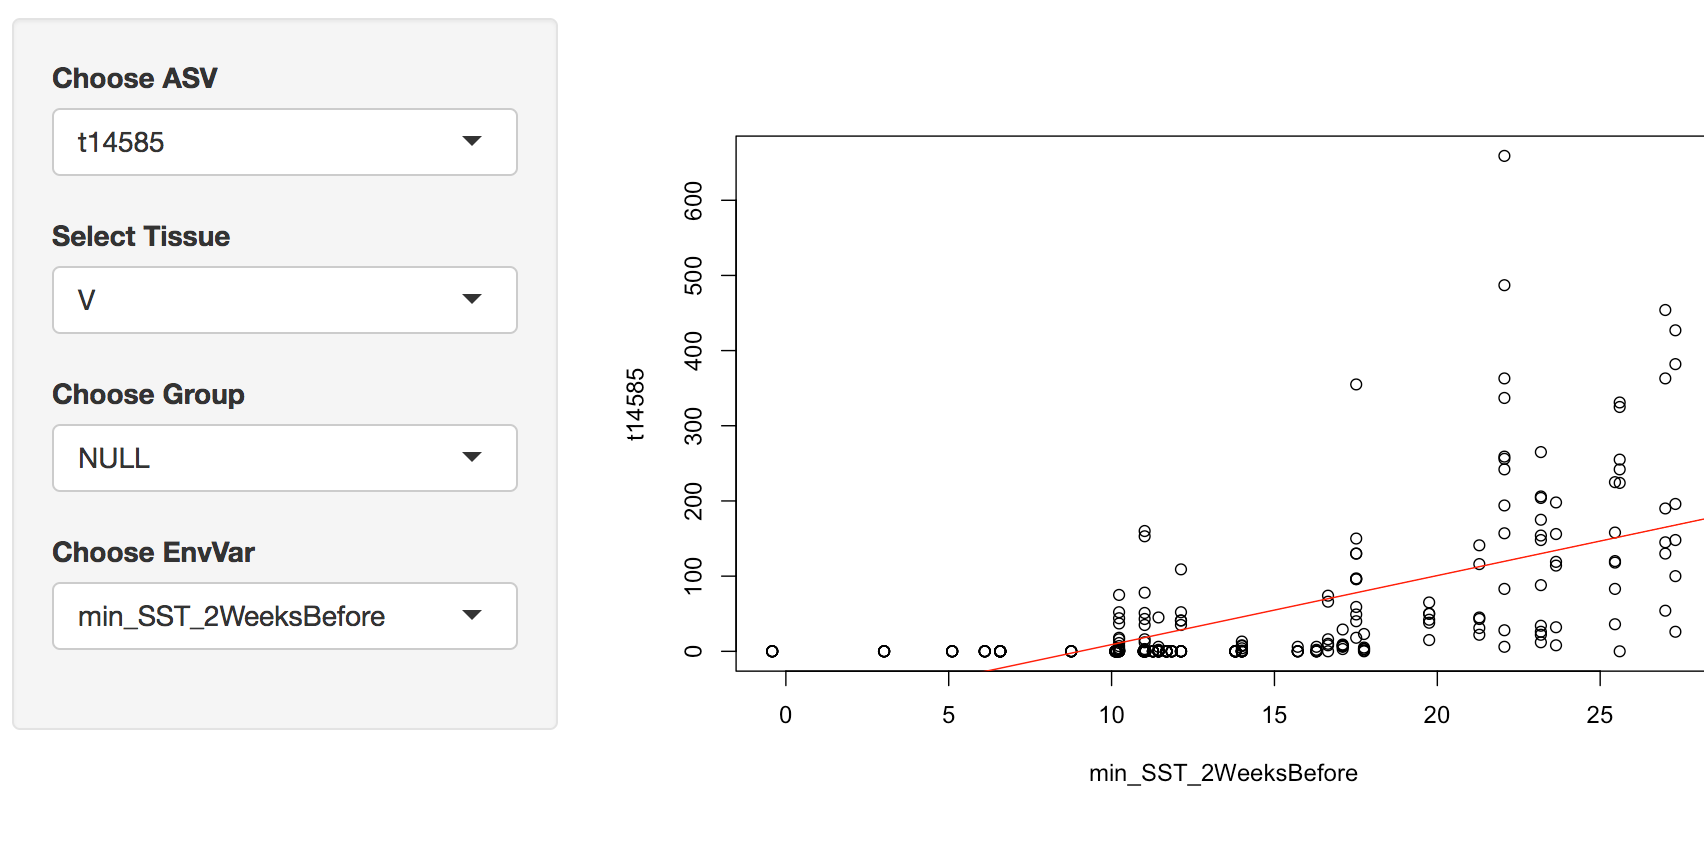 Choose ASV
t14585
Select Tissue
V
Choose Group
NULL
Choose EnvVar
min_SST_2WeeksBefore
600
500
400
300
200
100
0
t14585
0 5 10 15 20 25
min_SST_2WeeksBefore